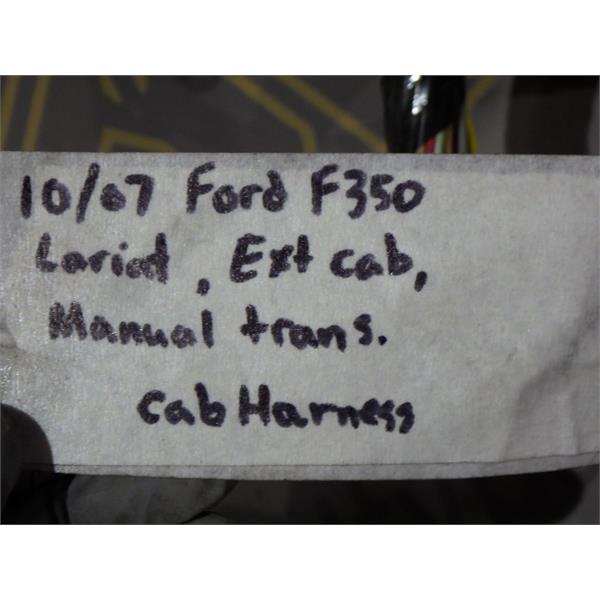 10/07 Ford F350
Lariat, Ext cab,
Manual trans.
Cab Harness